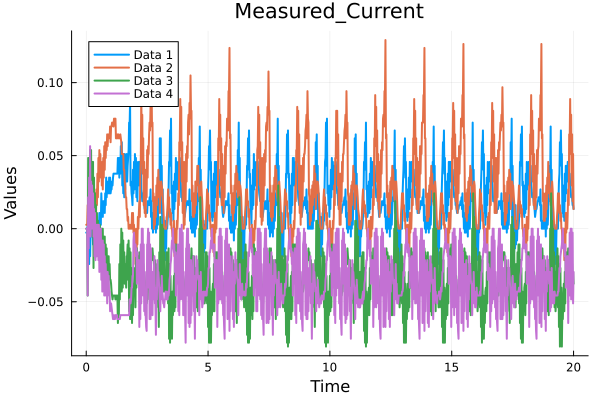 Measured_Current
Data 1
Data 2
Data 3
Data 4
0.10
0.05
0.00
−0.05
Values
0 5 10 15 20
Time